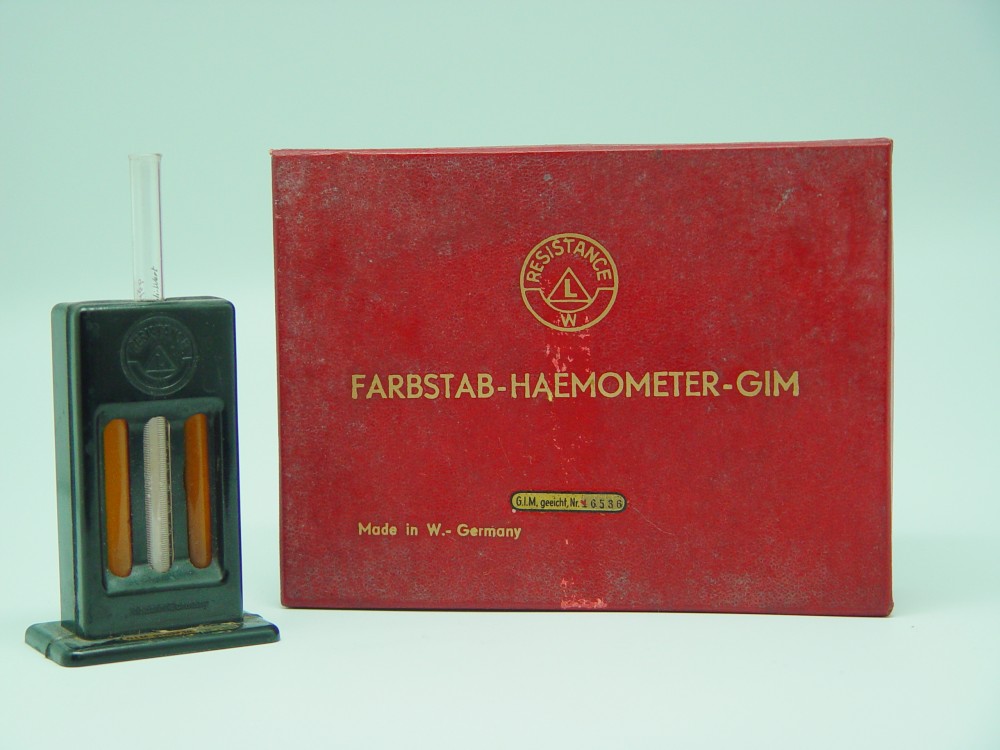 RESISTANCE
L
W
FARBSTAB-HAEMOMETER-GIM
G.I.M. geeicht, Nr. 16536
Made in W.- Germany